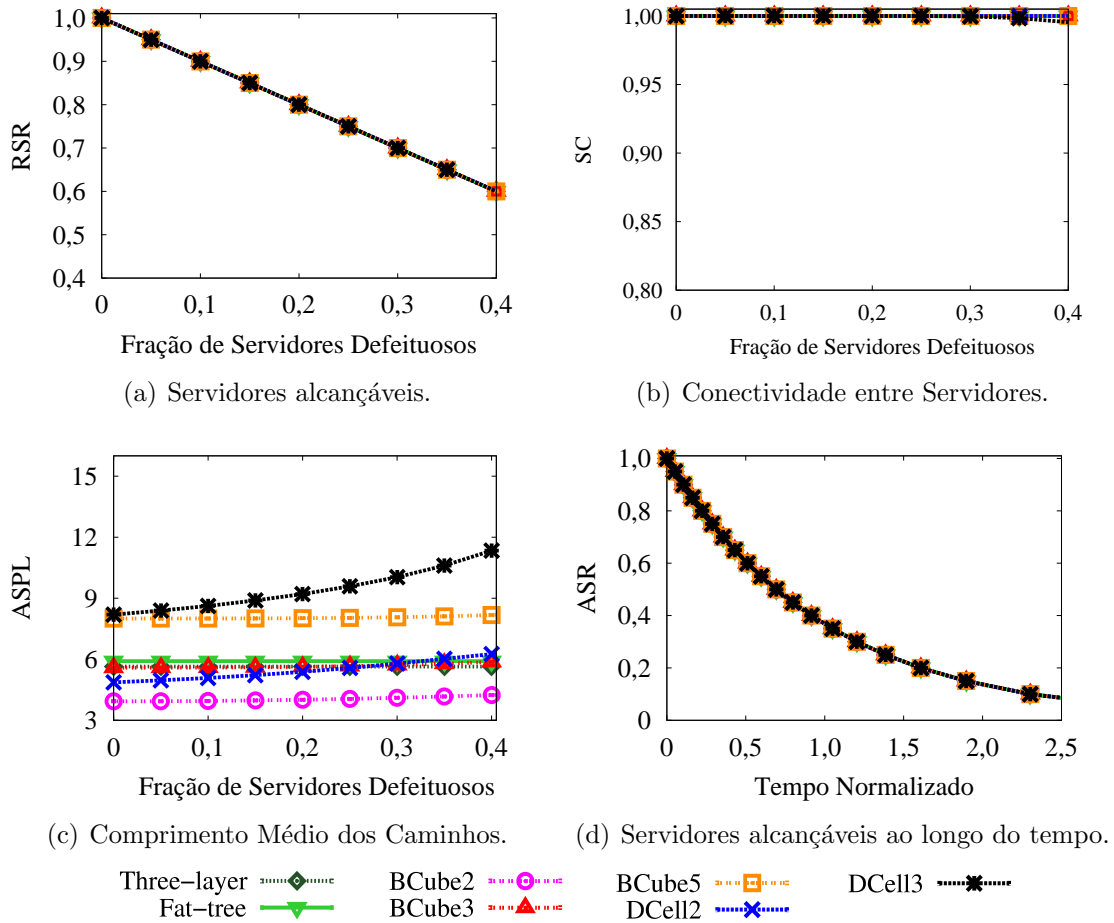 1,0
0,9
0,8
0,7
0,6
0,5
0,4
RSR
0 0,1 0,2 0,3 0,4
Fração de Servidores Defeituosos
(a) Servidores alcançáveis.
1.00
0,95
0,90
0,85
0,80
SC
0 0,1 0,2 0,3 0,4
Fração de Servidores Defeituosos
(b) Conectividade entre Servidores.
15
12
9
6
3
ASPL
0 0,1 0,2 0,3 0,4
Fração de Servidores Defeituosos
(c) Comprimento Médio dos Caminhos.
1,0
0,8
0,6
0,4
0,2
0
ASR
0 0,5 1,0 1,5 2,0 2,5
Tempo Normalizado
(d) Servidores alcançáveis ao longo do tempo.
Three−layer BCube2 BCube5 DCell3
Fat−tree BCube3 DCell2